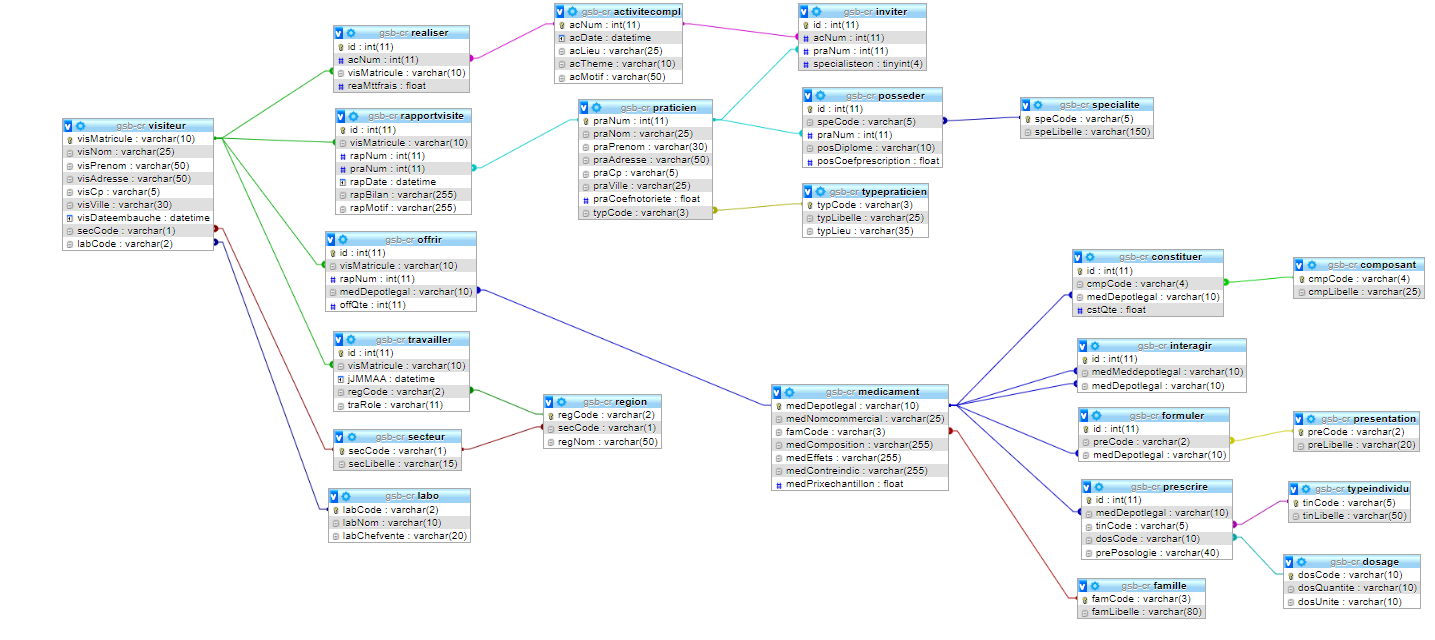 gsb-cr visiteur
visMatricule : varchar(10)
visNom : varchar(25)
visPrenom : varchar(50)
visAdresse : varchar(50)
visCp : varchar(5)
visVille : varchar(30)
visDateembauche : datetime
secCode : varchar(1)
labCode : varchar(2)
gsb-cr realiser
id : int(11)
acNum : int(11)
visMatricule : varchar(10)
reaMttfrais : float
gsb-cr rapportvisite
id : int(11)
visMatricule : varchar(10)
rapNum : int(11)
praNum : int(11)
rapDate : datetime
rapBilan : varchar(255)
rapMotif : varchar(255)
gsb-cr offrir
id : int(11)
visMatricule : varchar(10)
rapNum : int(11)
medDepotlegal : varchar(10)
offQte : int(11)
gsb-cr travailler
id : int(11)
visMatricule : varchar(10)
jJMMAA : datetime
regCode : varchar(2)
traRole : varchar(11)
gsb-cr secteur
secCode : varchar(1)
secLibelle : varchar(15)
gsb-cr labo
labCode : varchar(2)
labNom : varchar(10)
labChefvente : varchar(20)
gsb-cr activitecompl
acNum : int(11)
acDate : datetime
acLieu : varchar(25)
acTheme : varchar(10)
acMotif : varchar(50)
gsb-cr praticien
praNum : int(11)
praNom : varchar(25)
praPrenom : varchar(30)
praAdresse : varchar(50)
praCp : varchar(5)
praVille : varchar(25)
praCoefnotoriete : float
typCode : varchar(3)
gsb-cr region
regCode : varchar(2)
secCode : varchar(1)
regNom : varchar(50)
gsb-cr inviter
id : int(11)
acNum : int(11)
praNum : int(11)
specialisteon : tinyint(4)
gsb-cr posseder
id : int(11)
speCode : varchar(5)
praNum : int(11)
posDiplome : varchar(10)
posCoefprescription : float
gsb-cr typepraticien
typCode : varchar(3)
typLibelle : varchar(25)
typLieu : varchar(35)
gsb-cr medicament
medDepotlegal : varchar(10)
medNomcommercial : varchar(25)
famCode : varchar(3)
medComposition : varchar(255)
medEffets : varchar(255)
medContreindic : varchar(255)
medPrixechantillon : float
gsb-cr specialite
speCode : varchar(5)
speLibelle : varchar(150)
gsb-cr constituer
id : int(11)
cmpCode : varchar(4)
medDepotlegal : varchar(10)
cstQte : float
gsb-cr interagir
id : int(11)
medMeddepotlegal : varchar(10)
medDepotlegal : varchar(10)
gsb-cr formuler
id : int(11)
preCode : varchar(2)
medDepotlegal : varchar(10)
gsb-cr prescrire
id : int(11)
medDepotlegal : varchar(10)
tinCode : varchar(5)
dosCode : varchar(10)
prePosologie : varchar(40)
gsb-cr famille
famCode : varchar(3)
famLibelle : varchar(80)
gsb-cr composant
cmpCode : varchar(4)
cmpLibelle : varchar(25)
gsb-cr presentation
preCode : varchar(2)
preLibelle : varchar(20)
gsb-cr typeindividu
tinCode : varchar(5)
tinLibelle : varchar(50)
gsb-cr dosage
dosCode : varchar(10)
dosQuantite : varchar(10)
dosUnite : varchar(10)